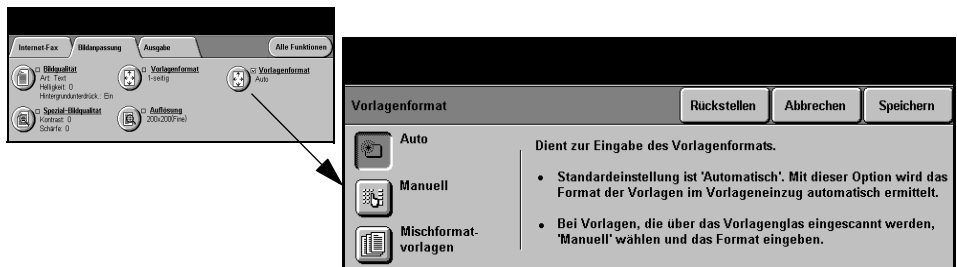 Internet-Fax
Bildanpassung
Ausgabe
Alle Funktionen
Bildqualität
Art: Text
Helligkeit: 0
Hintergrundunterdrück.: Ein
Vorlagenformat
1-seitig
Vorlagenformat
Auto
Spezial-Bildqualität
Kontrast: 0
Schärfe: 0
Auflösung
200x200(Fine)
Vorlagenformat
Rückstellen
Abbrechen
Speichern
Auto
Manuell
Mischformat-
vorlagen
Dient zur Eingabe des Vorlagenformats.
• Standardeinstellung ist 'Automatisch'. Mit dieser Option wird das
Format der Vorlagen im Vorlageneinzug automatisch ermittelt.
• Bei Vorlagen, die über das Vorlagenglas eingescannt werden,
'Manuell' wählen und das Format eingeben.